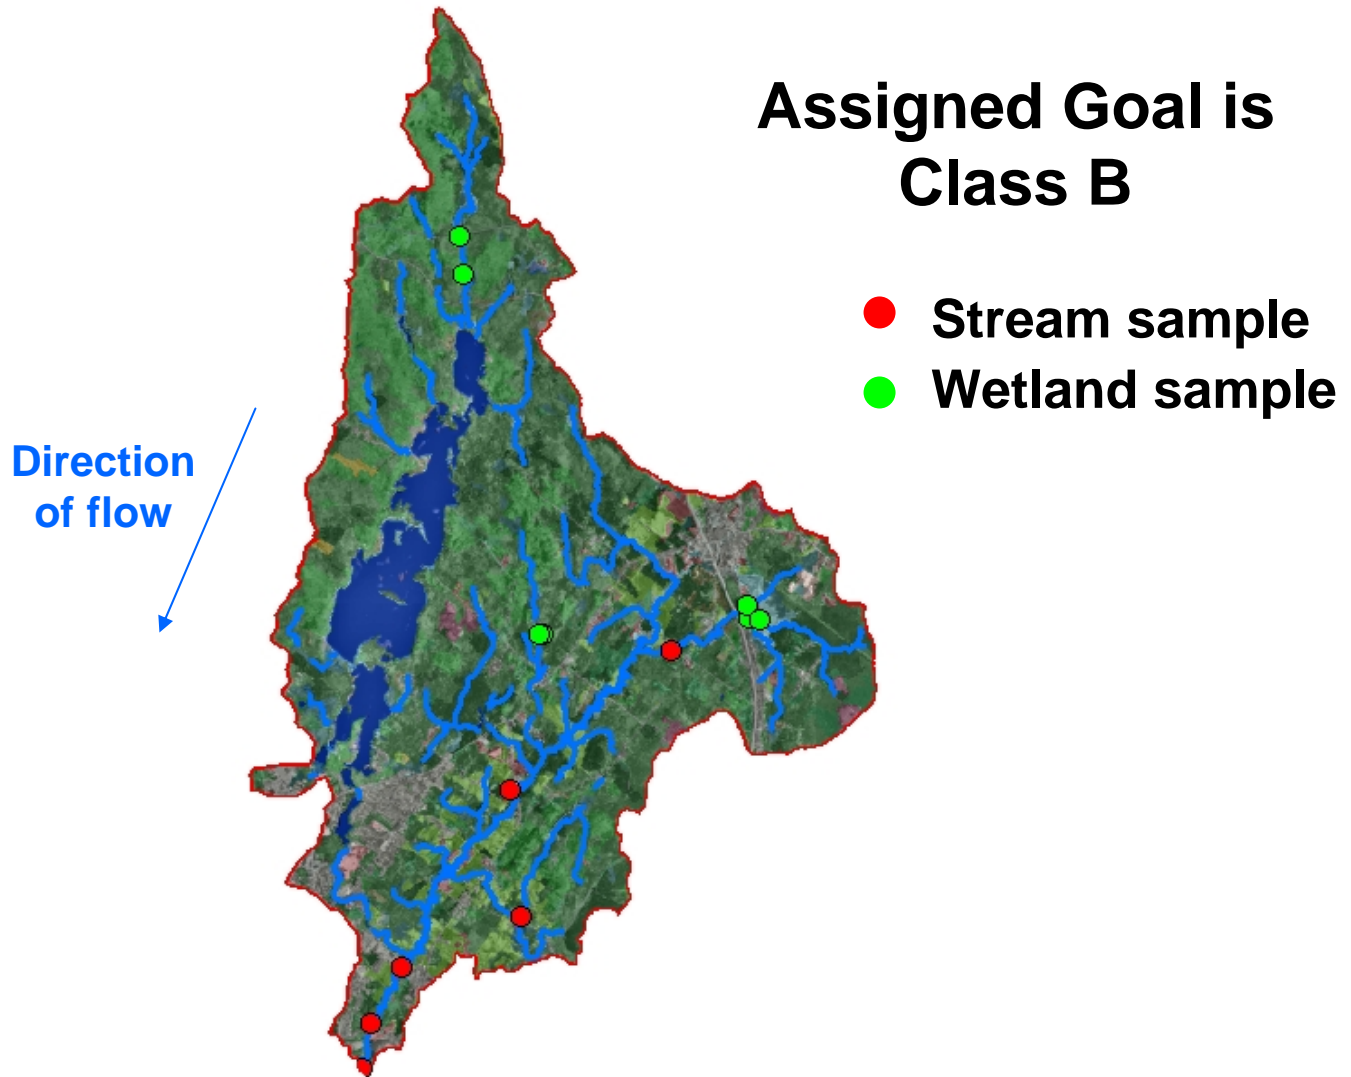 Assigned Goal is
Class B
Stream sample
Wetland sample
Direction
of flow